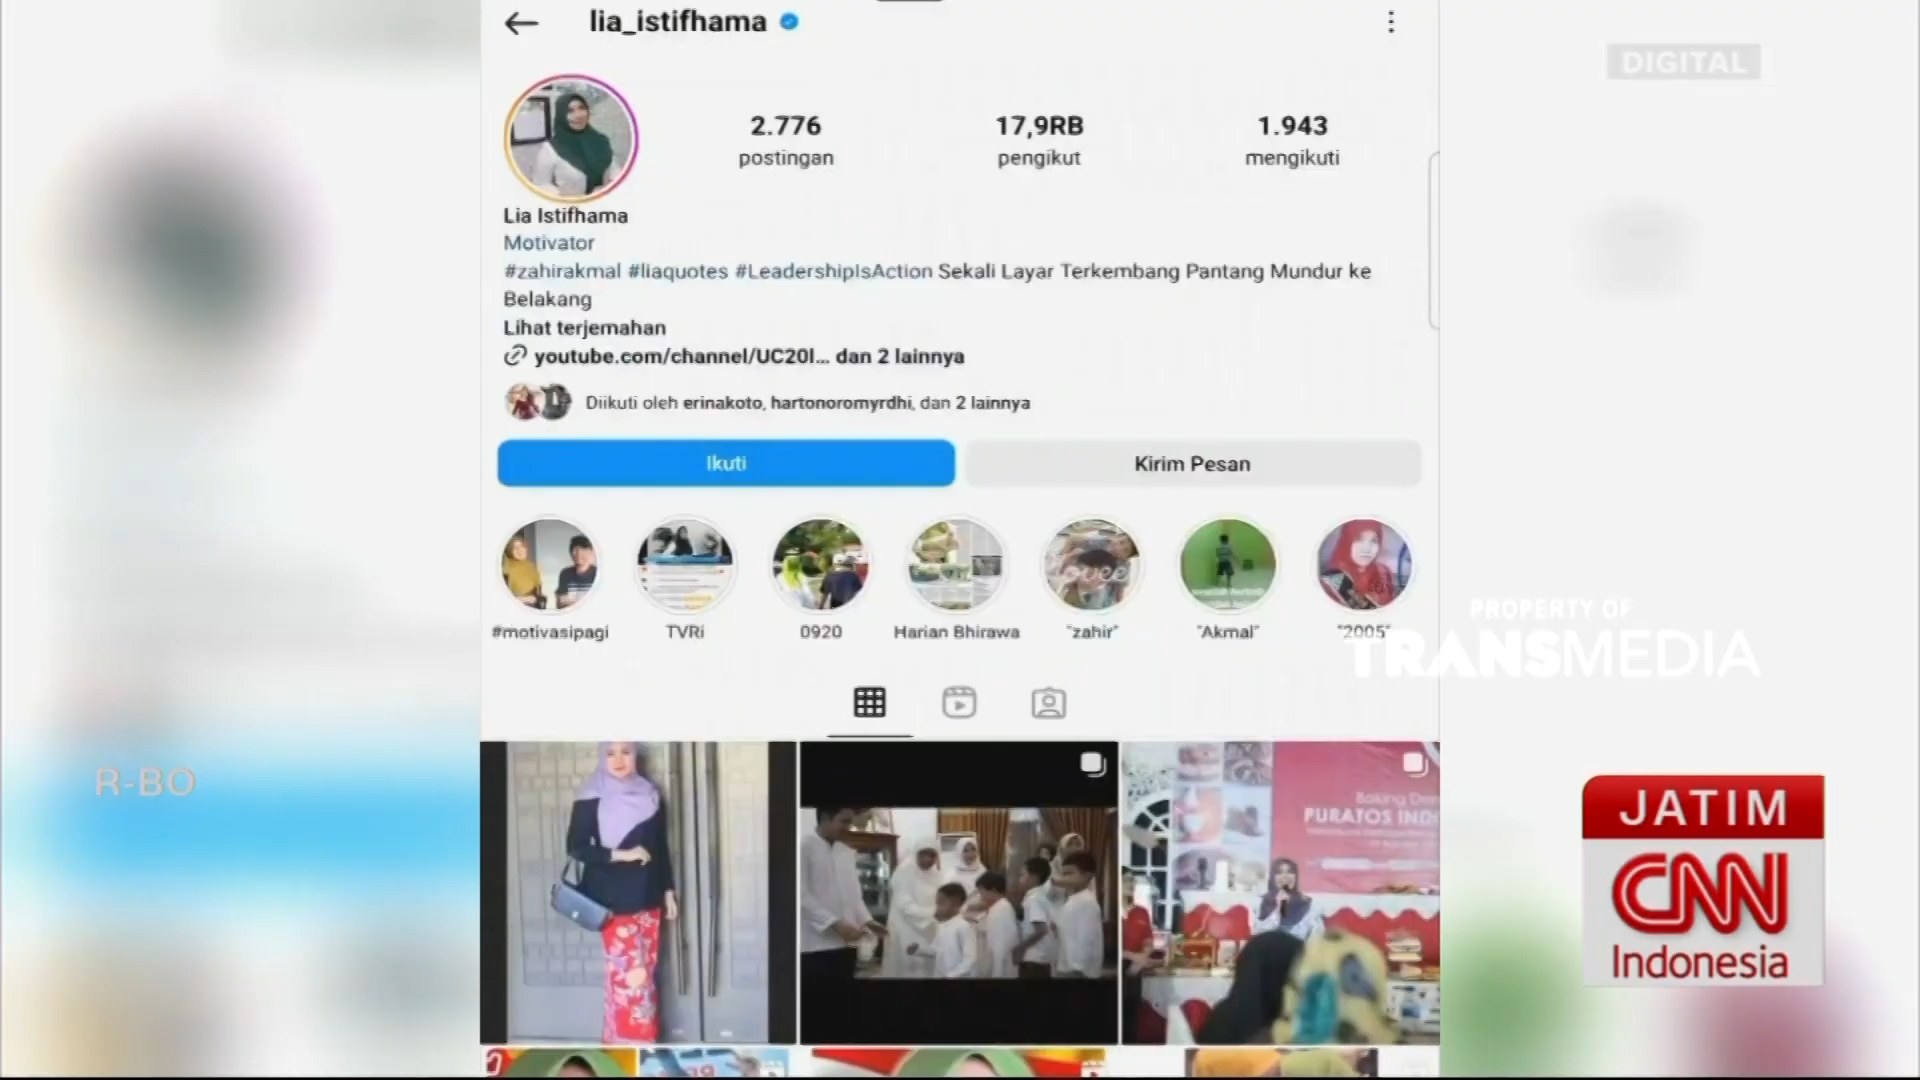 lia_istifhama
DIGITAL
2.776
postingan
17,9RB
pengikut
1.943
mengikuti
Lia Istifhama
Motivator
#zahirakmal #liaquotes #LeadershipIsAction Sekali Layar Terkembang Pantang Mundur ke
Belakang
Lihat terjemahan
youtube.com/channel/UC20l... dan 2 lainnya
Diikuti oleh erinakoto, hartonoromyrdhi, dan 2 lainnya
Ikuti
Kirim Pesan
#motivasipagi
TVRi
0920
Harian Bhirawa
"zahir"
"Akmal"
"2005"
PROPERTY OF
TRANSMEDIA
R-BO
PURATOS INDO
JATIM
CNN
Indonesia